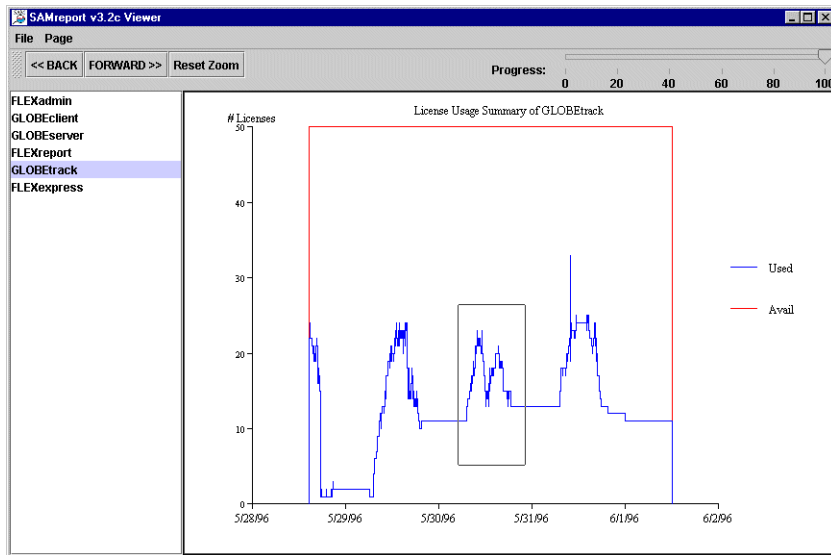 SAMreport v3.2c Viewer
File Page
<< BACK FORWARD >> Reset Zoom Progress:
0 20 40 60 80 100
FLEXadmin
GLOBEclient
GLOBEserver
FLEXreport
GLOBEtrack
FLEXexpress
License Usage Summary of GLOBEtrack
# Licenses
50
40
30
20
10
0
5/28/96 5/29/96 5/30/96 5/31/96 6/1/96 6/2/96
Used
Avail